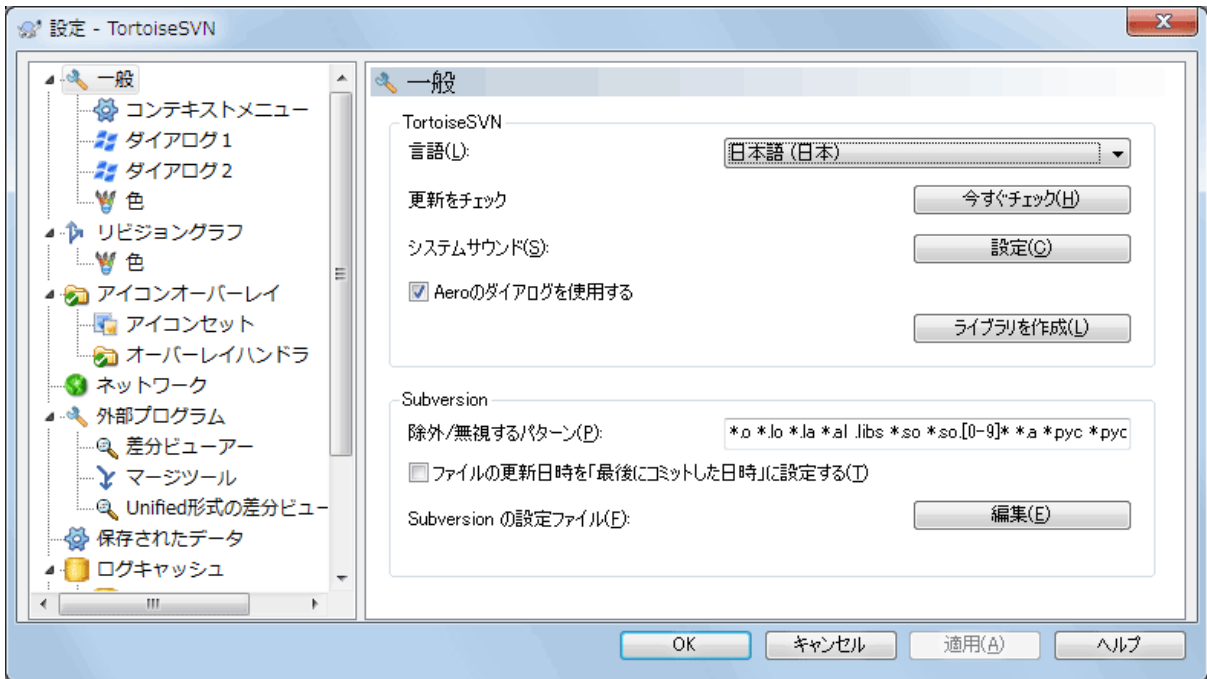 設定 - TortoiseSVN
一般
コンテキストメニュー
ダイアログ1
ダイアログ2
色
リビジョングラフ
色
アイコンオーバーレイ
アイコンセット
オーバーレイハンドラ
ネットワーク
外部プログラム
差分ビューアー
マージツール
Unified形式の差分ビュー
保存されたデータ
ログキャッシュ
一般
TortoiseSVN
言語(L):
日本語 (日本)
更新をチェック
今すぐチェック(H)
システムサウンド(S):
設定(C)
Aeroのダイアログを使用する
ライブラリを作成(L)
Subversion
除外/無視するパターン(P):
*.o *.lo *.la *.al .libs *.so *.so.[0-9]* *.a *.pyc *.pyc
ファイルの更新日時を「最後にコミットした日時」に設定する(T)
Subversion の設定ファイル(F):
編集(E)
OK
キャンセル
適用(A)
ヘルプ